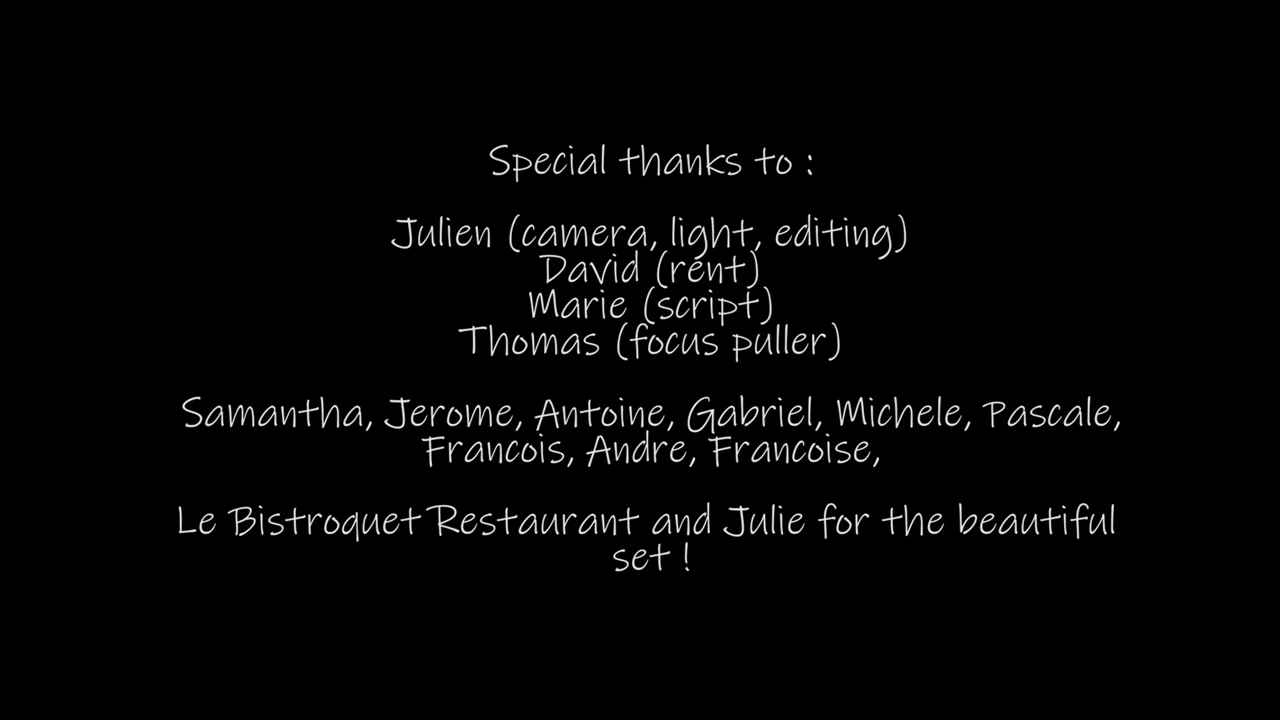 Special thanks to :
Julien (camera, light, editing)
David (rent)
Marie (script)
Thomas (focus puller)
Samantha, Jerome, Antoine, Gabriel, Michele, Pascale,
Francois, Andre, Francoise,
Le Bistroquet Restaurant and Julie for the beautiful
set !